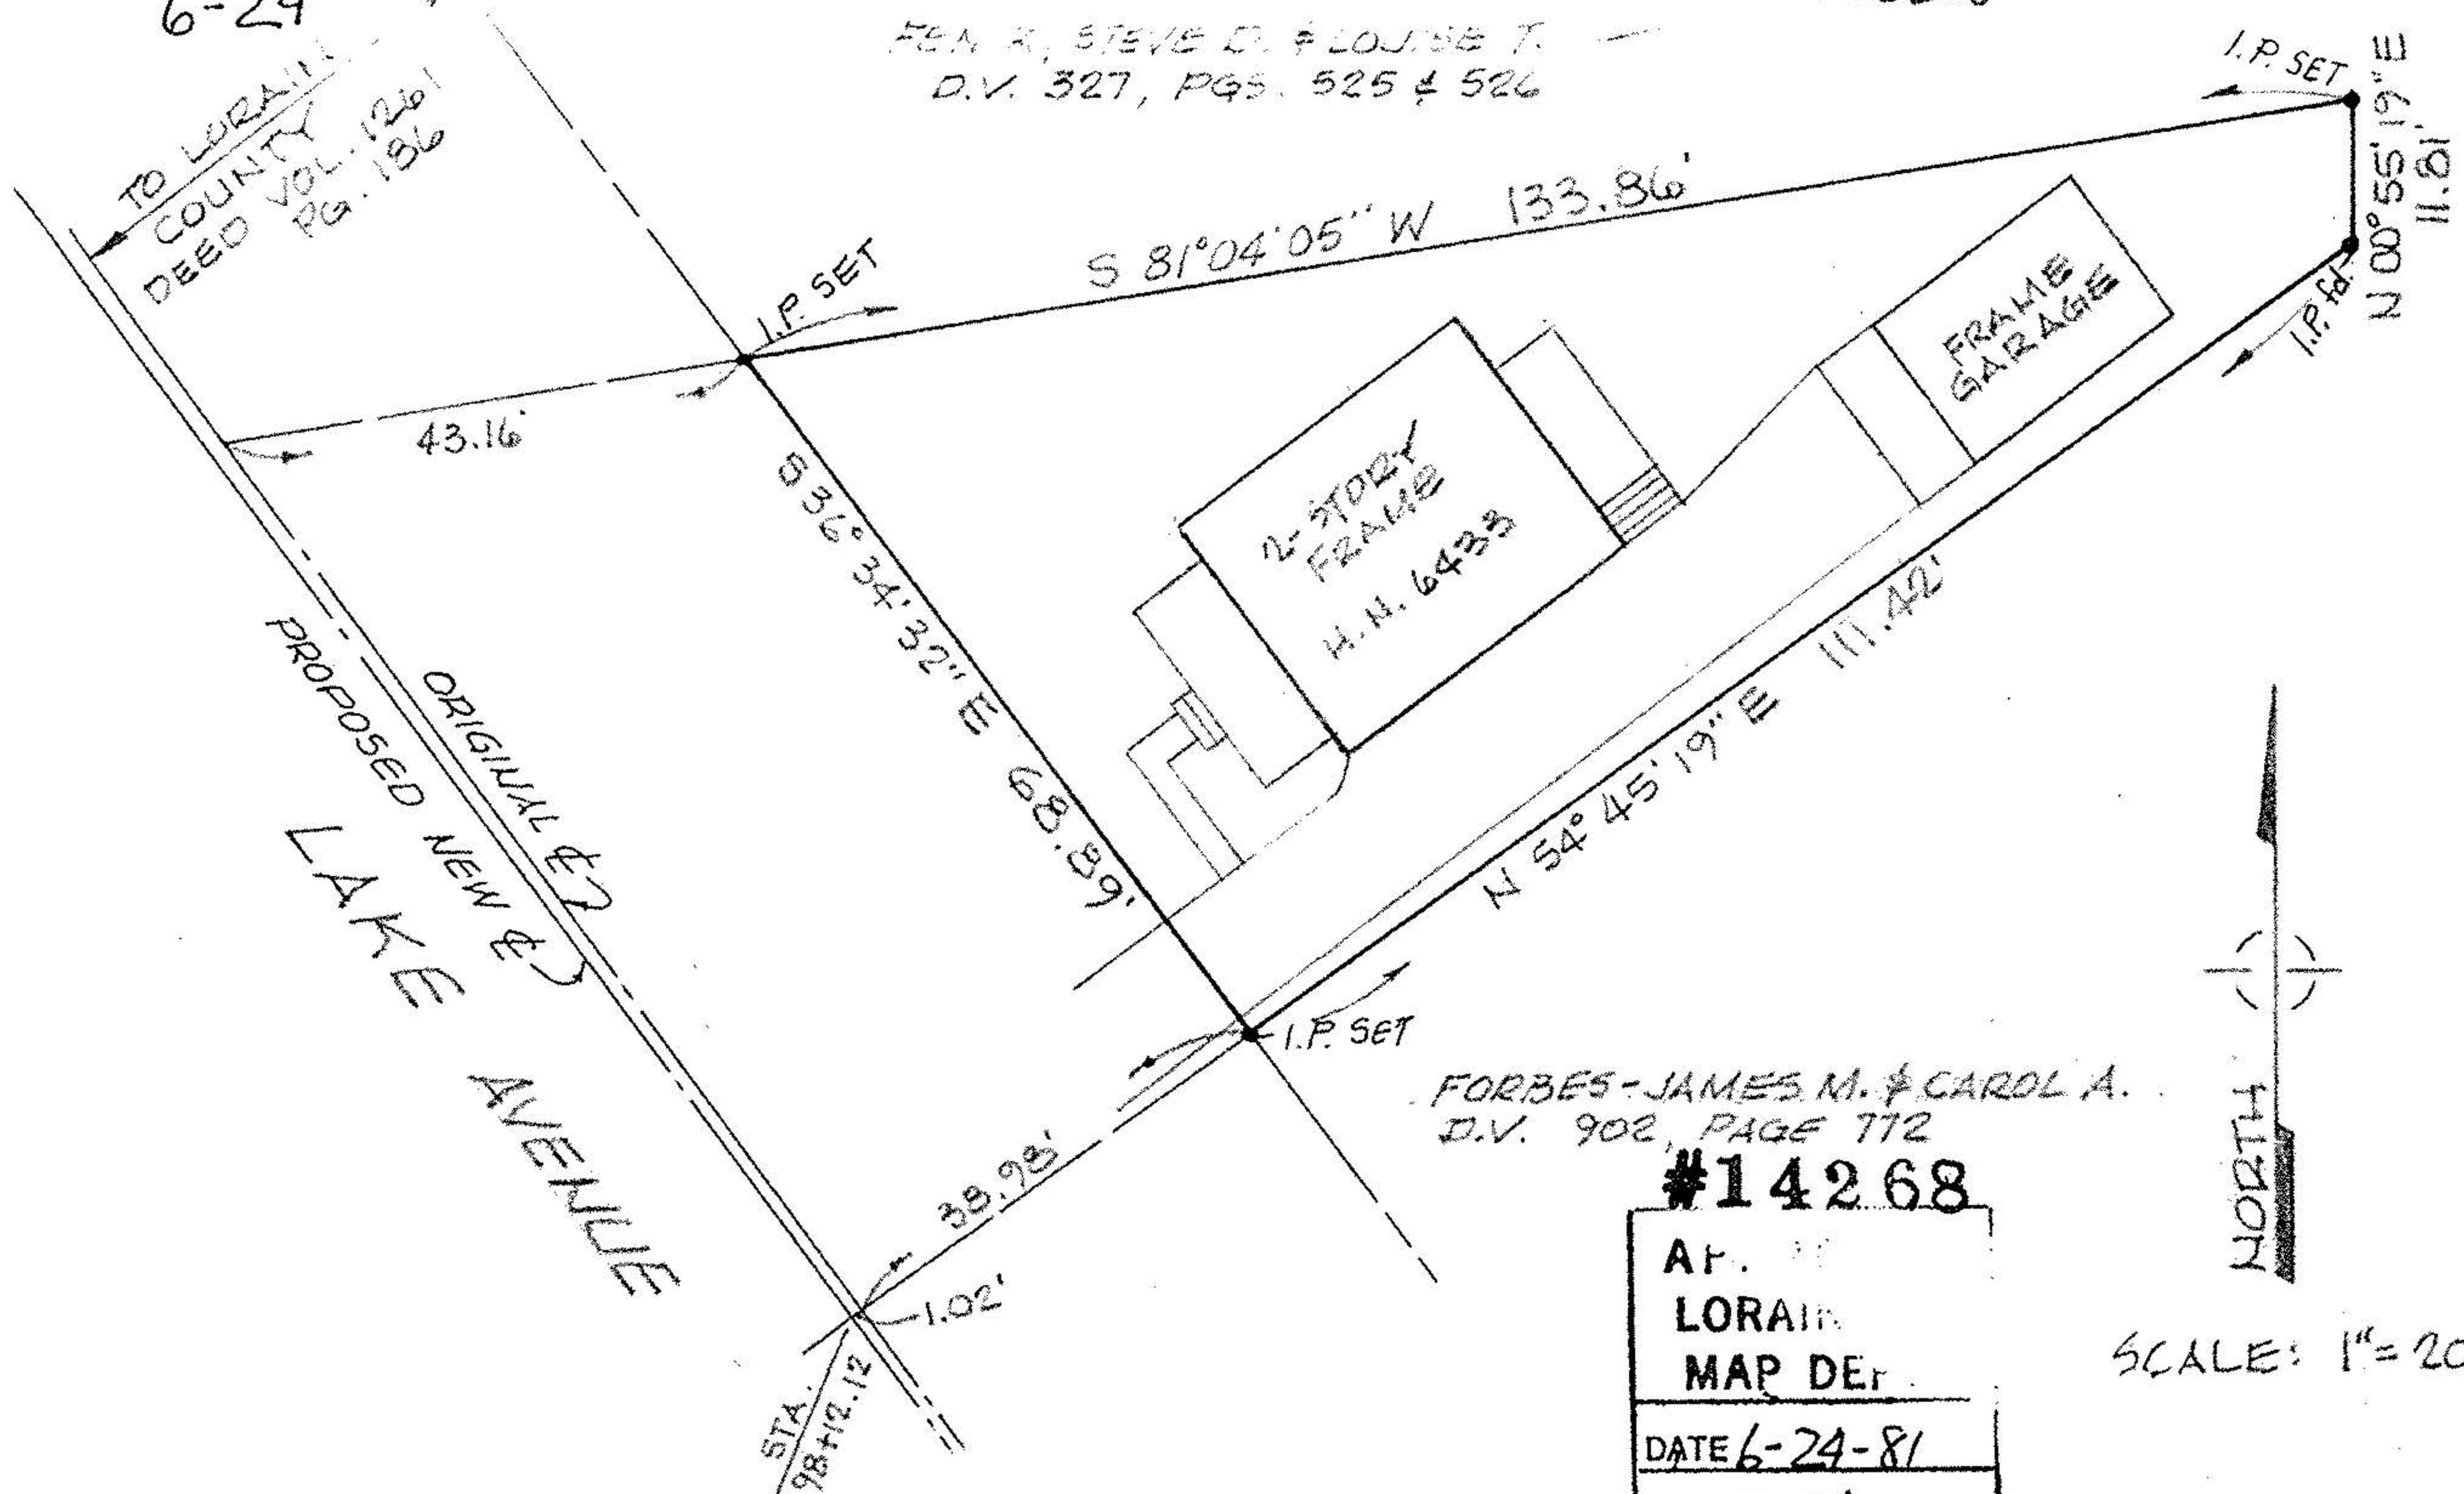 6-24
STEVE D. & LOUISE T.
D.V. 327, PGS. 525 & 526
I.P. SET
N 00° 55' 19" E
11.81'
TO LORAIN
COUNTY
DEED VOL. 1261
PG. 186
I.P. SET
S 81° 04' 05" W 133.86'
FRAME
GARAGE
I.P. fd.
43.16'
S 36° 34' 32" E 68.89'
2-STORY
FRAME
H.N. 6433
N 54° 45' 19" E 111.42'
ORIGINAL ℄
PROPOSED NEW ℄
LAKE AVENUE
I.P. SET
FORBES-JAMES M. & CAROL A.
D.V. 902, PAGE 772
#14268
LORAIN
MAP
DATE 6-24-81
38.98'
1.02'
STA.
98+12.12
NORTH
SCALE: 1"=20